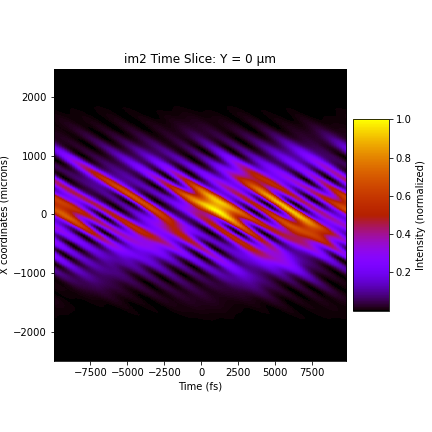 im2 Time Slice: Y = 0 μm
2000
1000
0
−1000
−2000
X coordinates (microns)
−7500 −5000 −2500 0 2500 5000 7500
Time (fs)
1.0
0.8
0.6
0.4
0.2
Intensity (normalized)